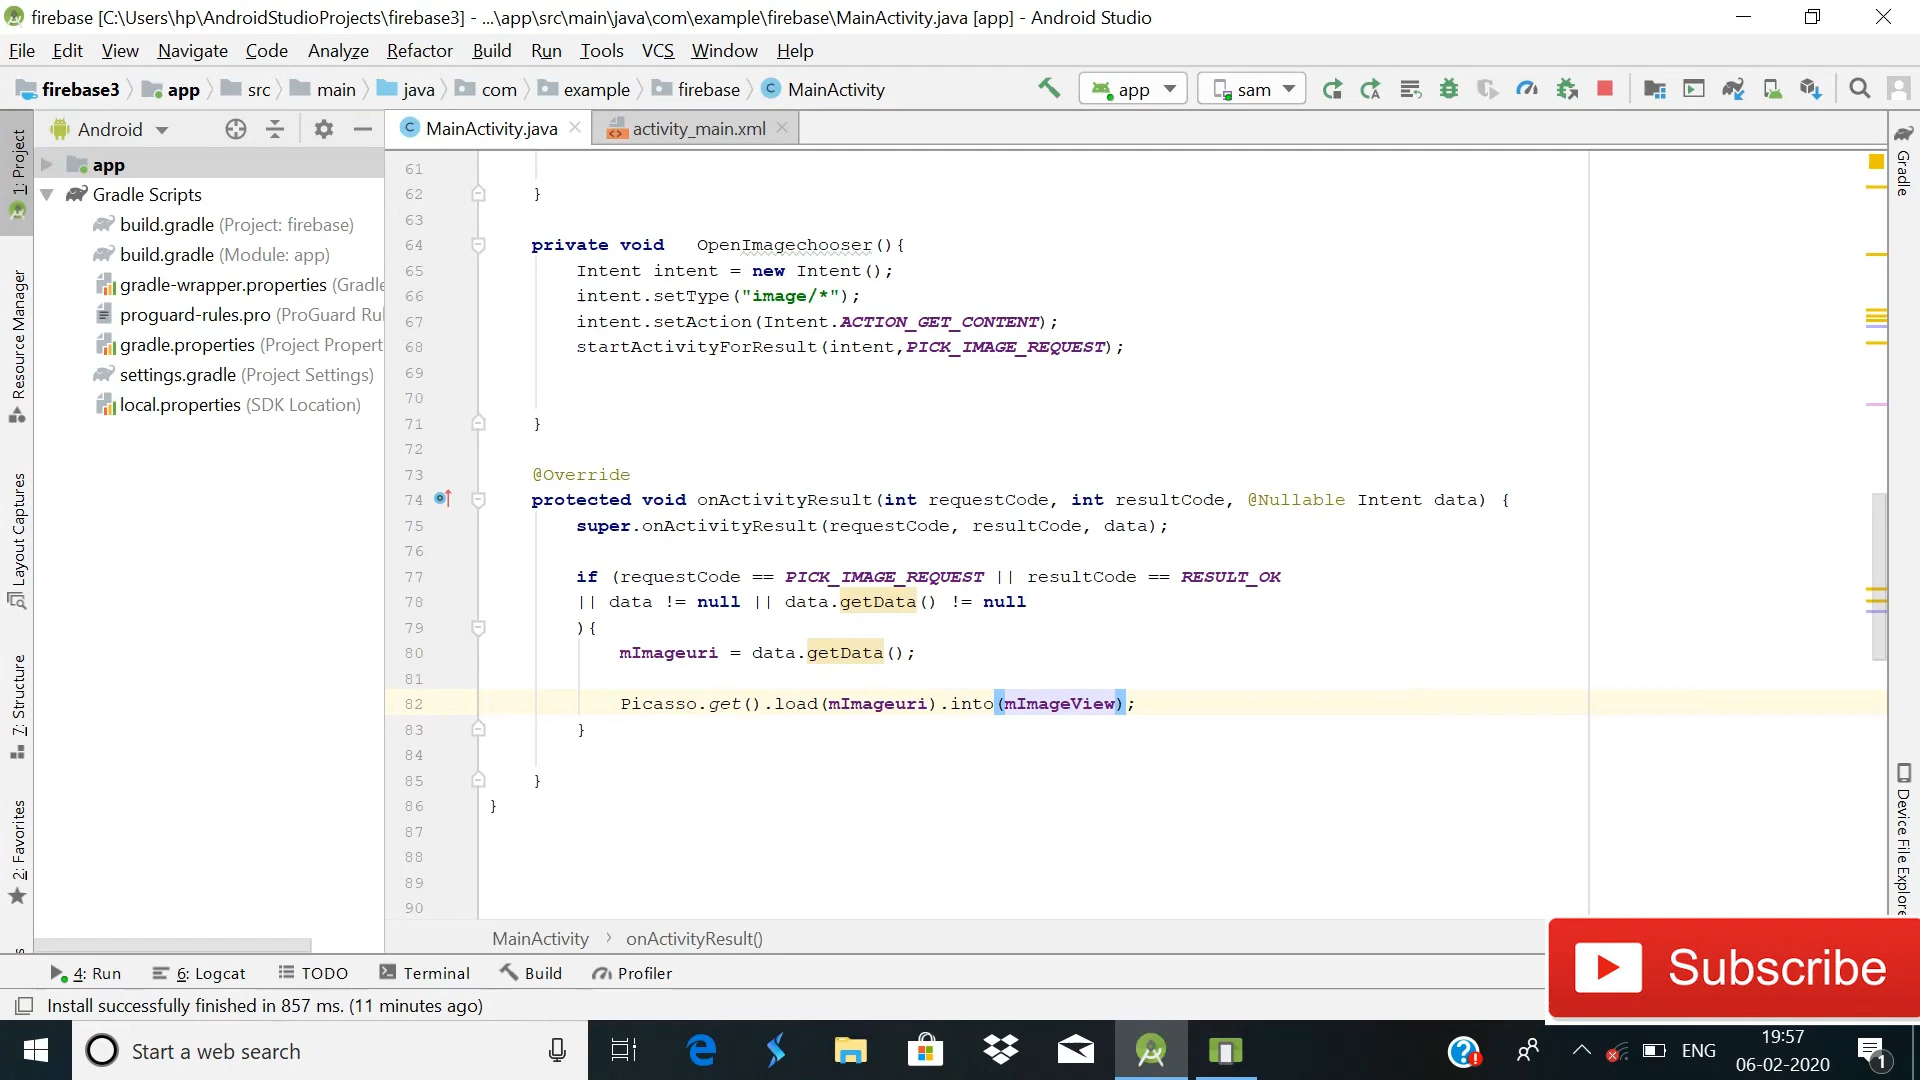 firebase [C:\Users\hp\AndroidStudioProjects\firebase3] - ...\app\src\main\java\com\example\firebase\MainActivity.java [app] - Android Studio
File Edit View Navigate Code Analyze Refactor Build Run Tools VCS Window Help
firebase3 app src main java com example firebase MainActivity app sam
Android
MainActivity.java activity_main.xml
1: Project
Resource Manager
Layout Captures
7: Structure
2: Favorites
app
Gradle Scripts
build.gradle (Project: firebase)
build.gradle (Module: app)
gradle-wrapper.properties (Gradle
proguard-rules.pro (ProGuard Rul
gradle.properties (Project Propert
settings.gradle (Project Settings)
local.properties (SDK Location)
61
62 }
63
64 private void OpenImagechooser(){
65 Intent intent = new Intent();
66 intent.setType("image/*");
67 intent.setAction(Intent.ACTION_GET_CONTENT);
68 startActivityForResult(intent,PICK_IMAGE_REQUEST);
69
70
71 }
72
73 @Override
74 protected void onActivityResult(int requestCode, int resultCode, @Nullable Intent data) {
75 super.onActivityResult(requestCode, resultCode, data);
76
77 if (requestCode == PICK_IMAGE_REQUEST || resultCode == RESULT_OK
78 || data != null || data.getData() != null
79 ){
80 mImageuri = data.getData();
81
82 Picasso.get().load(mImageuri).into(mImageView);
83 }
84
85 }
86 }
87
88
89
90
Gradle
Device File Explore
MainActivity › onActivityResult()
4: Run 6: Logcat TODO Terminal Build Profiler
Install successfully finished in 857 ms. (11 minutes ago)
Subscribe
Start a web search
ENG
19:57
06-02-2020
1